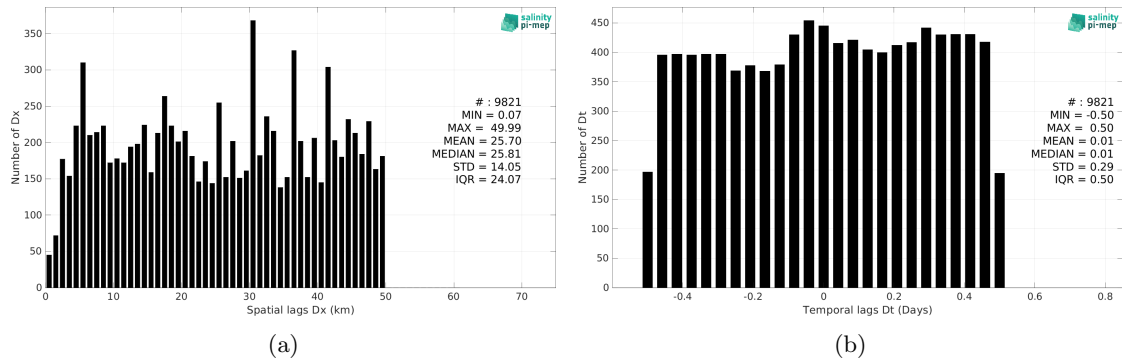 salinity
pi-mep
350
300
250
200
150
100
50
0
Number of Dx
# : 9821
MIN = 0.07
MAX = 49.99
MEAN = 25.70
MEDIAN = 25.81
STD = 14.05
IQR = 24.07
0 10 20 30 40 50 60 70
Spatial lags Dx (km)
(a)
salinity
pi-mep
450
400
350
300
250
200
150
100
50
0
Number of Dt
# : 9821
MIN = -0.50
MAX = 0.50
MEAN = 0.01
MEDIAN = 0.01
STD = 0.29
IQR = 0.50
-0.4 -0.2 0 0.2 0.4 0.6 0.8
Temporal lags Dt (Days)
(b)